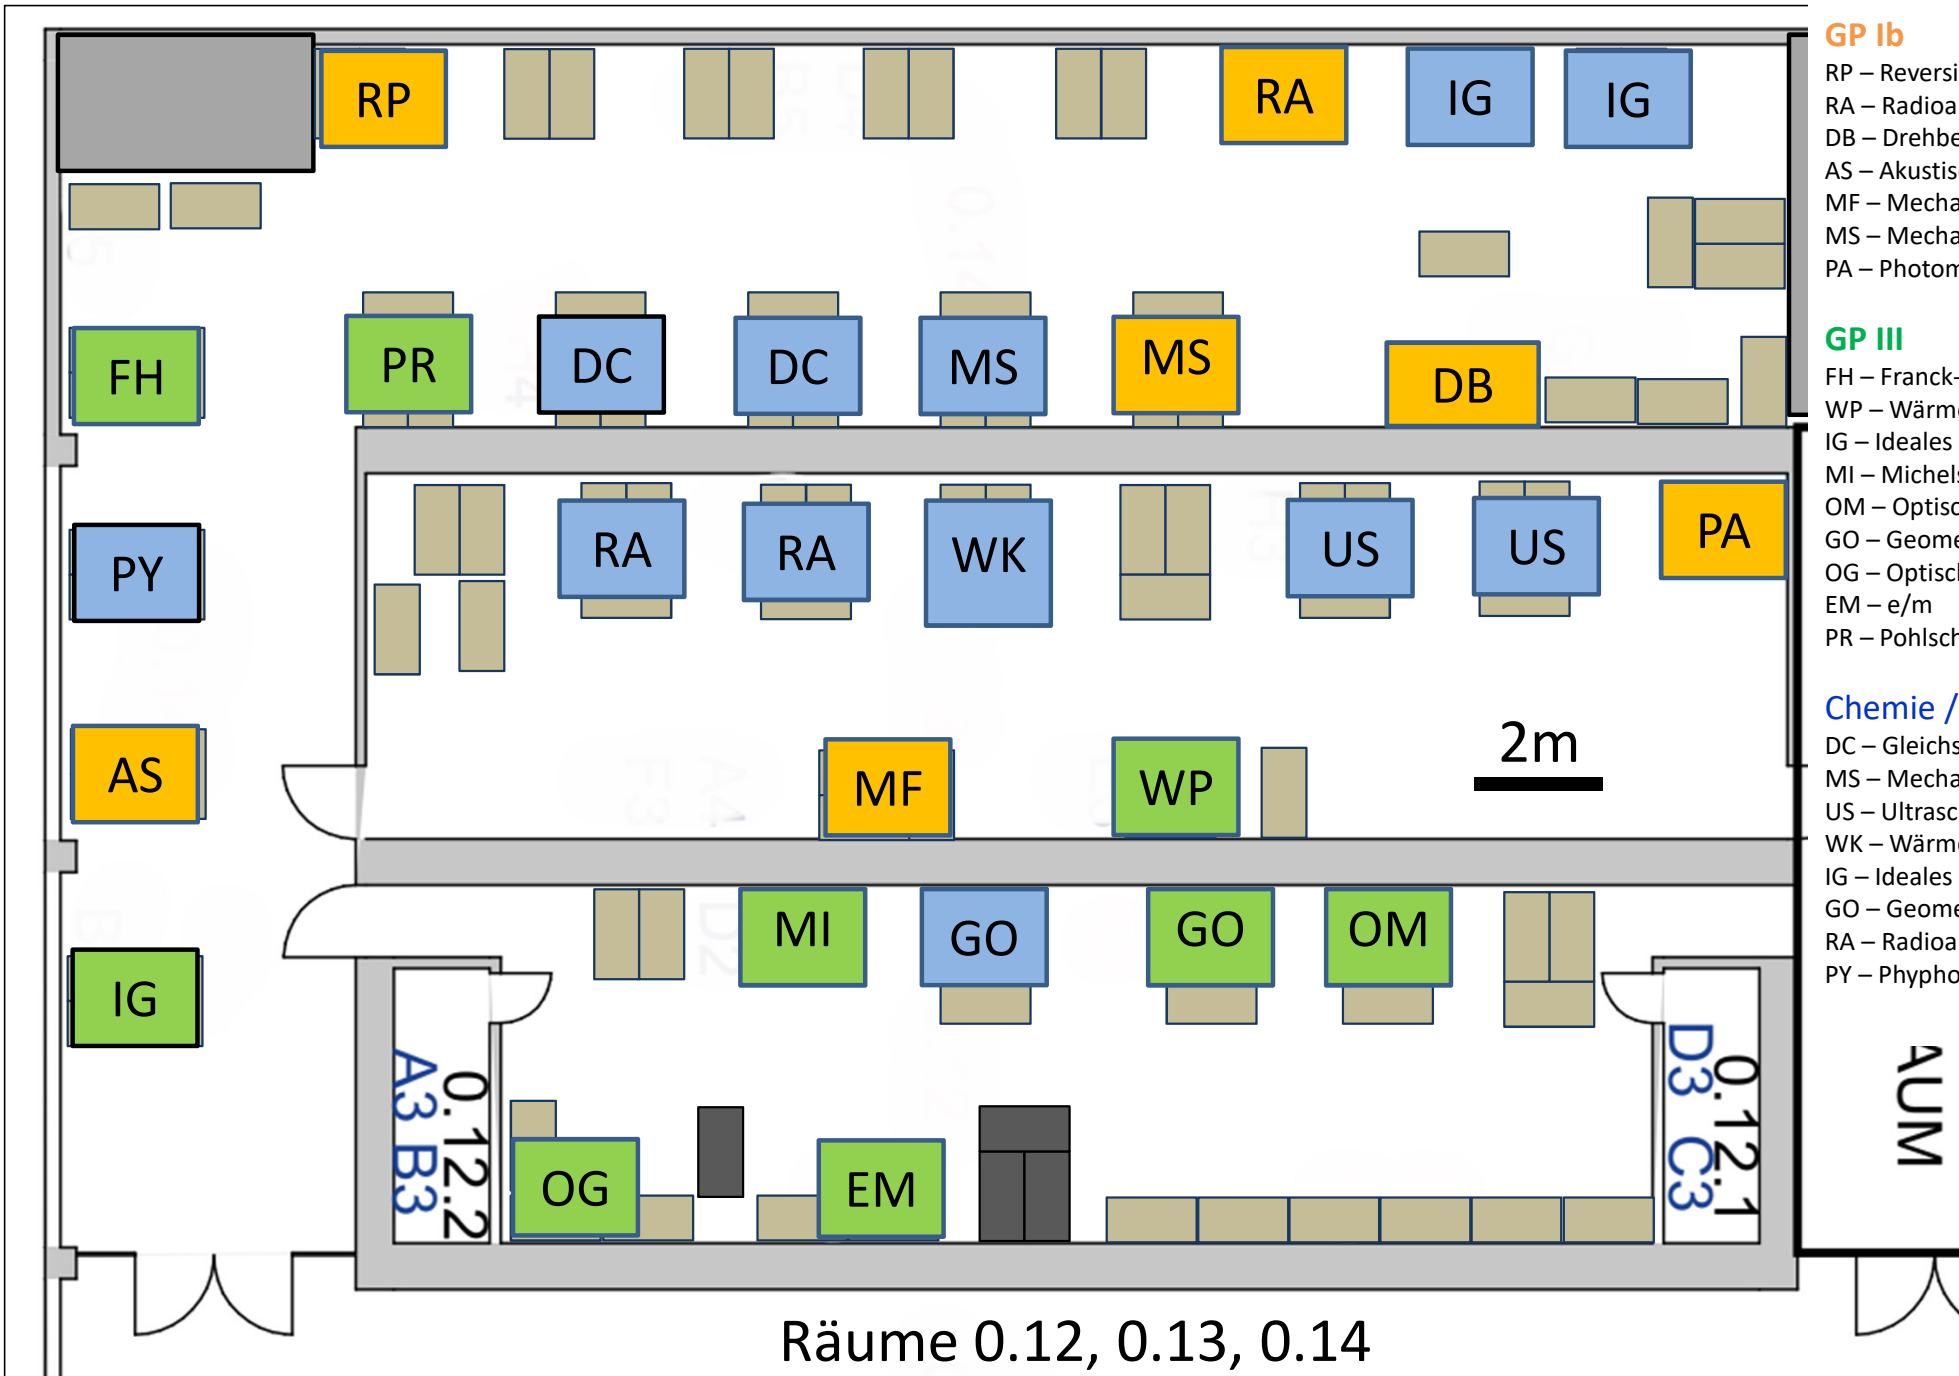 RP
RA
IG
IG
FH
PR
DC
DC
MS
MS
DB
PY
RA
RA
WK
US
US
PA
AS
MF
WP
2m
IG
MI
GO
GO
OM
OG
EM
0.12.2
A3 B3
0.12.1
D3 C3
Räume 0.12, 0.13, 0.14
GP Ib
RP – Reversi
RA – Radioa
DB – Drehbe
AS – Akustis
MF – Mecha
MS – Mecha
PA – Photom
GP III
FH – Franck-
WP – Wärme
IG – Ideales
MI – Michels
OM – Optisc
GO – Geome
OG – Optisch
EM – e/m
PR – Pohlsch
Chemie /
DC – Gleichs
MS – Mecha
US – Ultrasc
WK – Wärme
IG – Ideales
GO – Geome
RA – Radioa
PY – Phypho
AUM